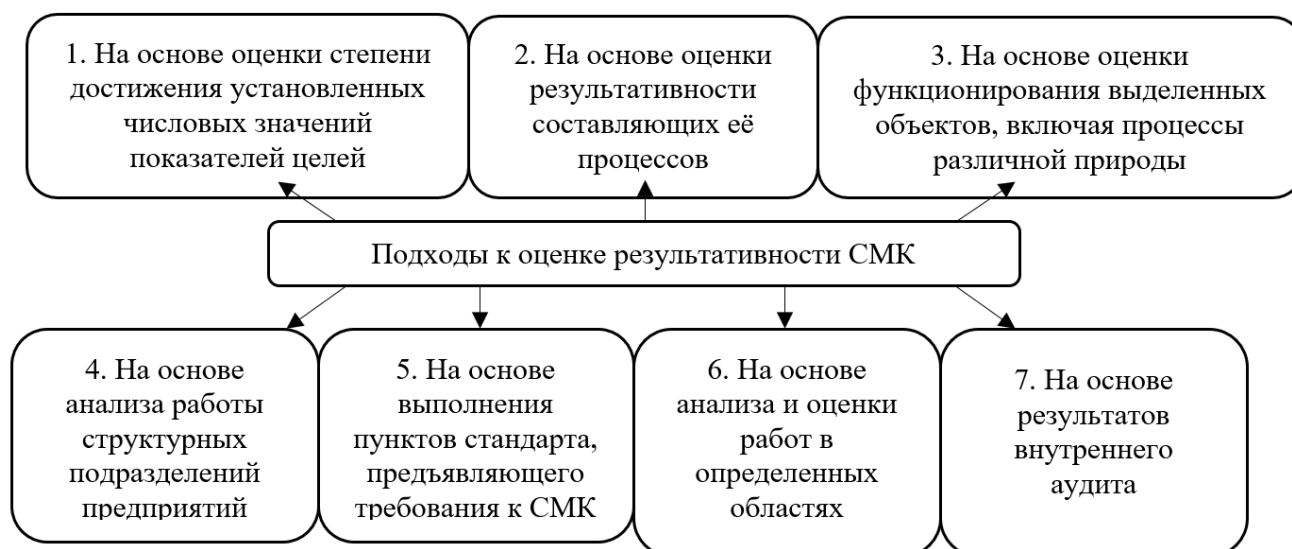 1. На основе оценки степени
достижения установленных
числовых значений
показателей целей
2. На основе оценки
результативности
составляющих её
процессов
3. На основе оценки
функционирования выделенных
объектов, включая процессы
различной природы
Подходы к оценке результативности СМК
4. На основе
анализа работы
структурных
подразделений
предприятий
5. На основе
выполнения
пунктов стандарта,
предъявляющего
требования к СМК
6. На основе
анализа и оценки
работ в
определенных
областях
7. На основе
результатов
внутреннего
аудита